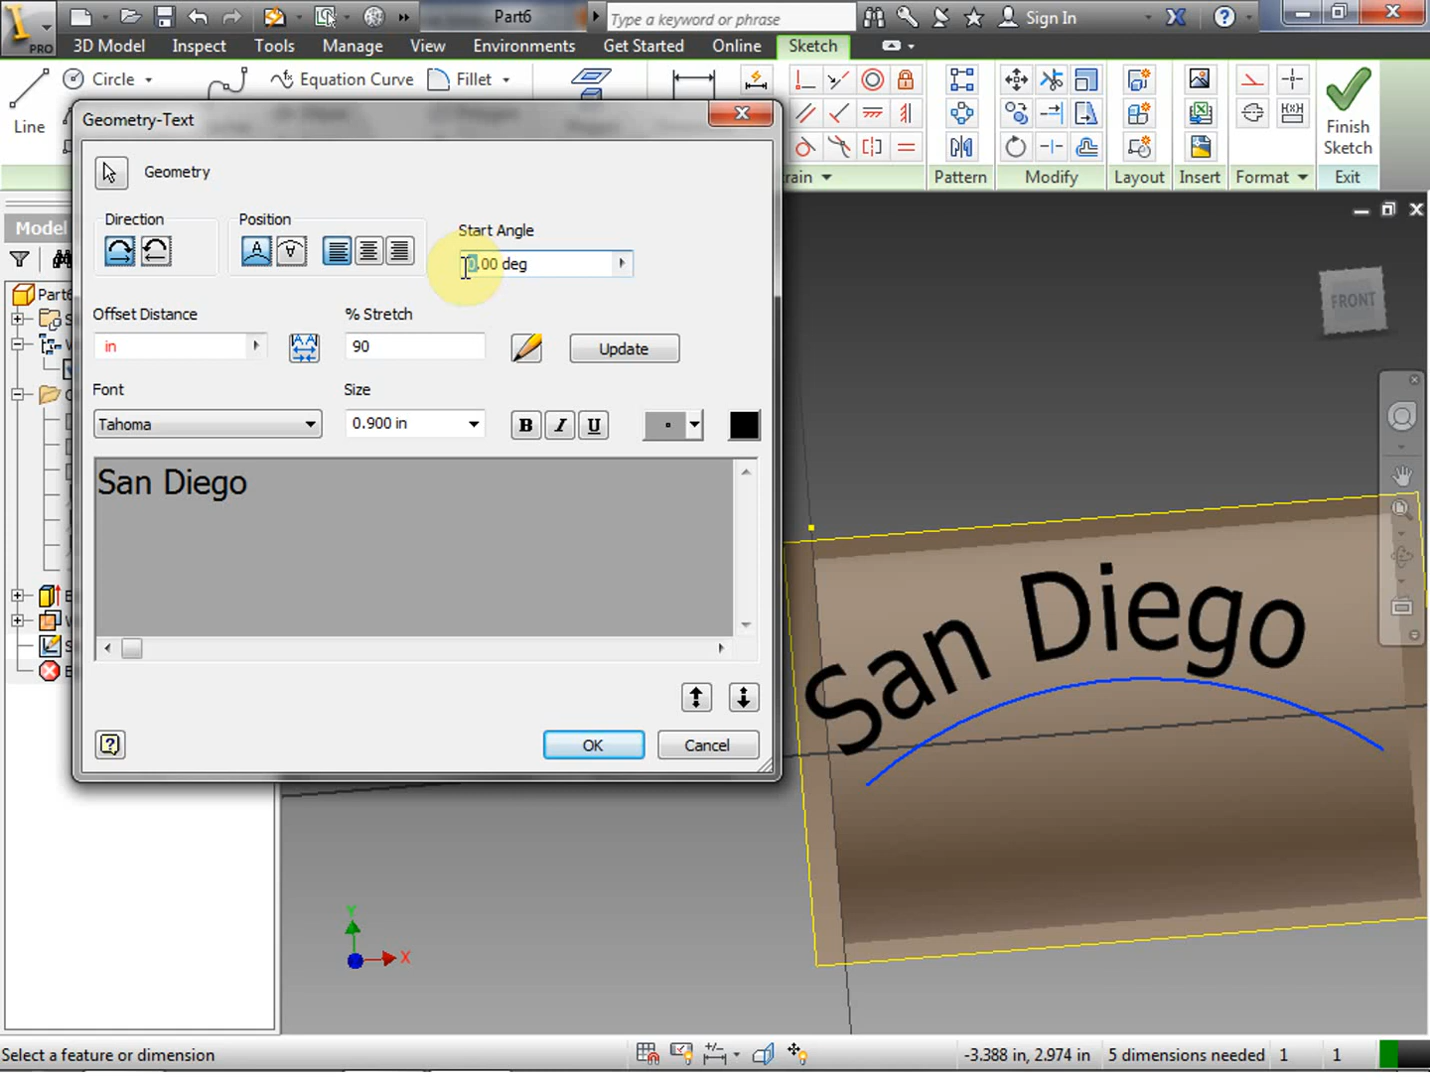 PRO
Part6
Type a keyword or phrase
Sign In
3D Model
Inspect
Tools
Manage
View
Environments
Get Started
Online
Sketch
Circle
Equation Curve
Fillet
Line
Finish
Sketch
Pattern
Modify
Layout
Insert
Format
Exit
Geometry-Text
Geometry
Direction
Position
Start Angle
0.00 deg
Offset Distance
% Stretch
in
90
Update
Font
Size
Tahoma
0.900 in
B I U
San Diego
OK
Cancel
Model
Part6
FRONT
San Diego
Y
X
Select a feature or dimension
-3.388 in, 2.974 in
5 dimensions needed
1
1